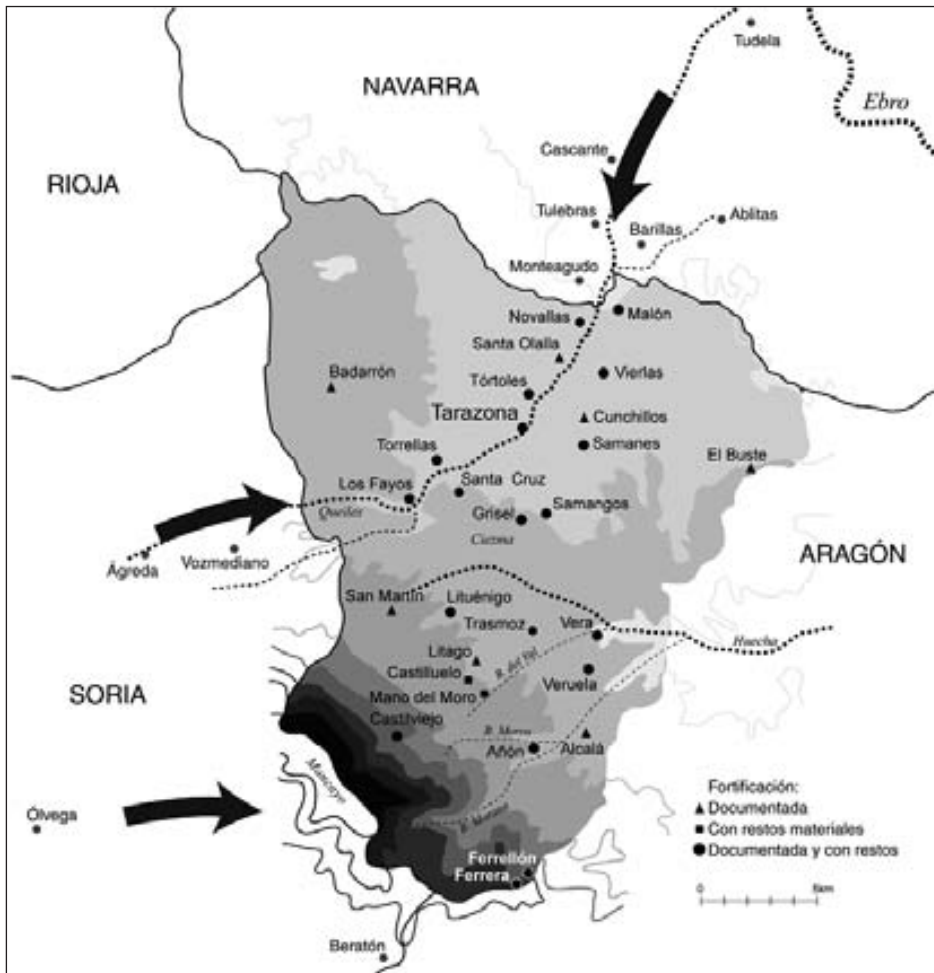 Tudela
NAVARRA
Ebro
Cascante
RIOJA
Tulebras
Ablitas
Barillas
Monteagudo
Novallas
Malón
Santa Olalla
Badarrón
Vierlas
Tórtoles
Tarazona
Cunchillos
Torrellas
Samanes
El Buste
Los Fayos
Santa Cruz
Queiles
Grisel
Samangos
Ágreda
Vozmediano
ARAGÓN
San Martín
Lituénigo
Trasmoz
Vera
Huecha
Litago
Castilluelo
Veruela
SORIA
Mano del Moro
Castilviejo
Añón
Alcalá
Moncayo
Ólvega
Fortificación:
Documentada
Con restos materiales
Documentada y con restos
Ferrellón
Ferrera
0
Beratón